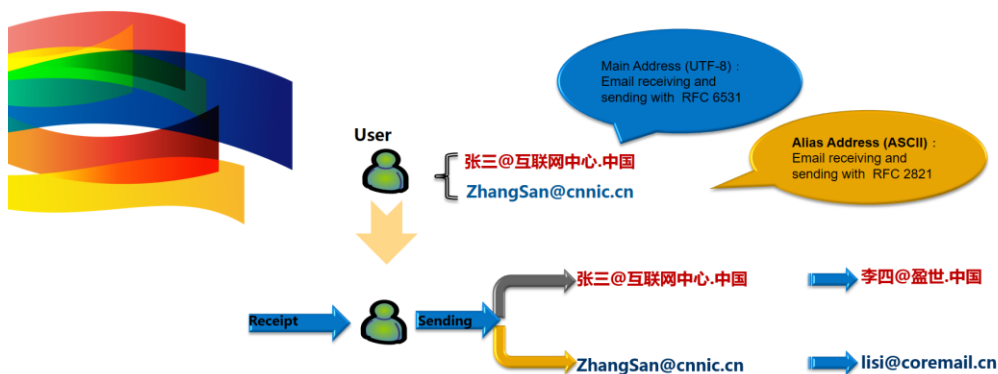 Main Address (UTF-8) :
Email receiving and
sending with RFC 6531
User
Alias Address (ASCII) :
Email receiving and
sending with RFC 2821
张三@互联网中心.中国
ZhangSan@cnnic.cn
张三@互联网中心.中国
李四@盈世.中国
Receipt
Sending
ZhangSan@cnnic.cn
lisi@coremail.cn